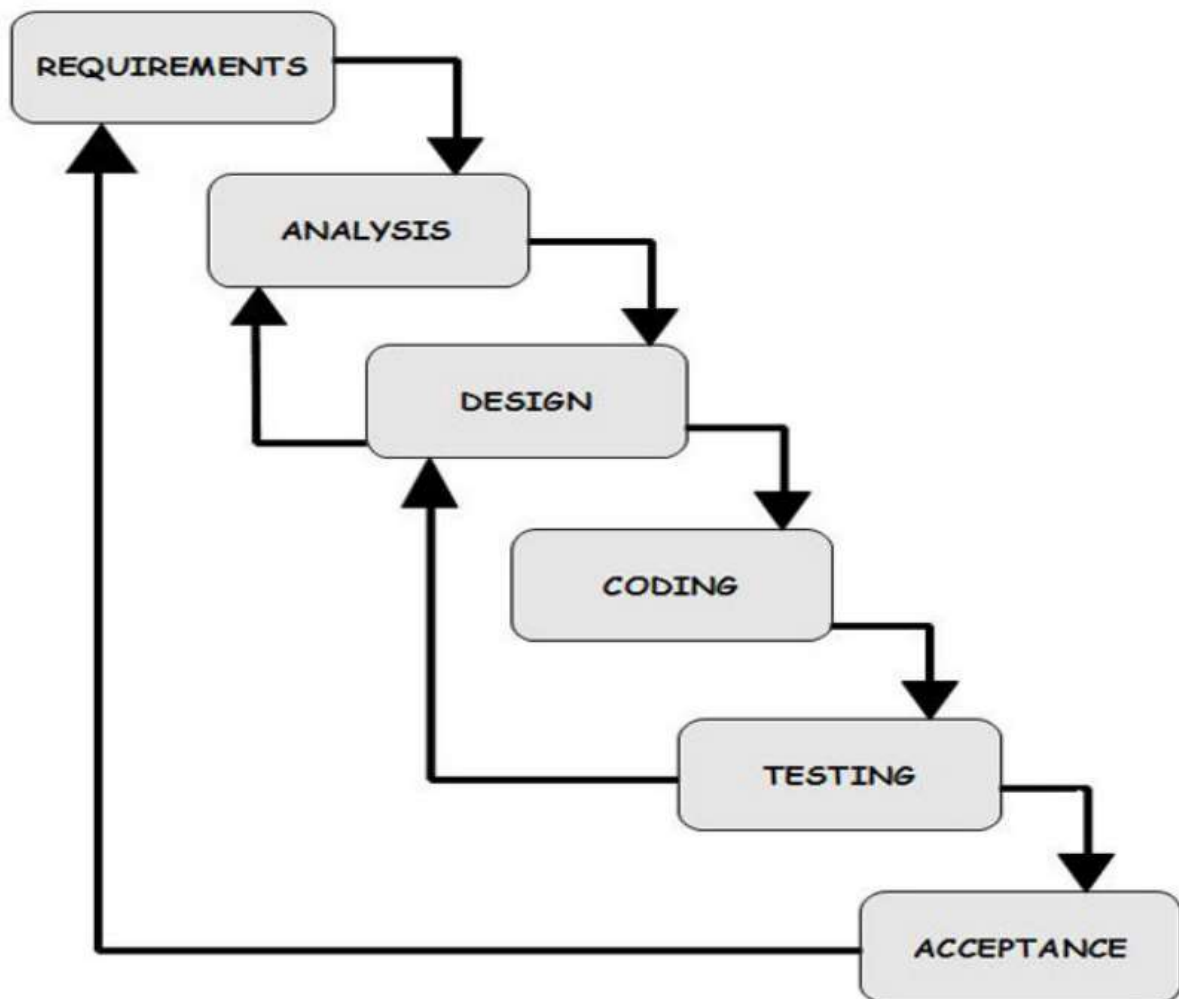 REQUIREMENTS
ANALYSIS
DESIGN
CODING
TESTING
ACCEPTANCE